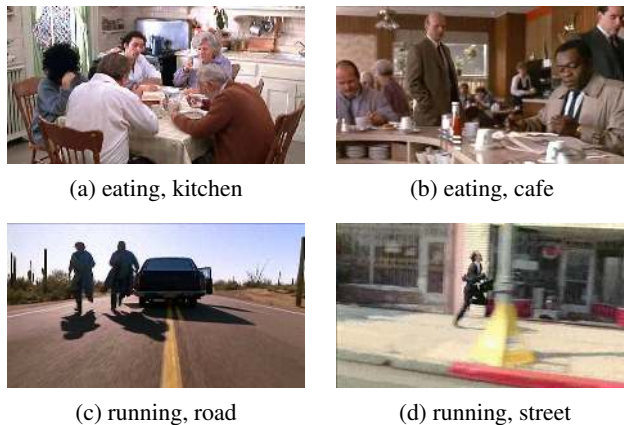 (a) eating, kitchen
(b) eating, cafe
(c) running, road
(d) running, street